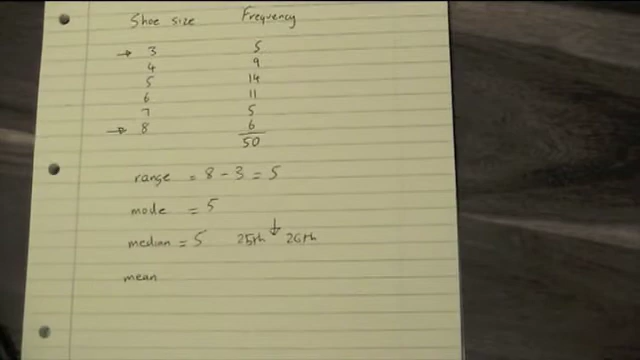 Shoe size Frequency
→ 3 5
4 9
5 14
6 11
7 5
→ 8 6
50
range = 8 - 3 = 5
mode = 5
median = 5 25th ↓ 26th
mean